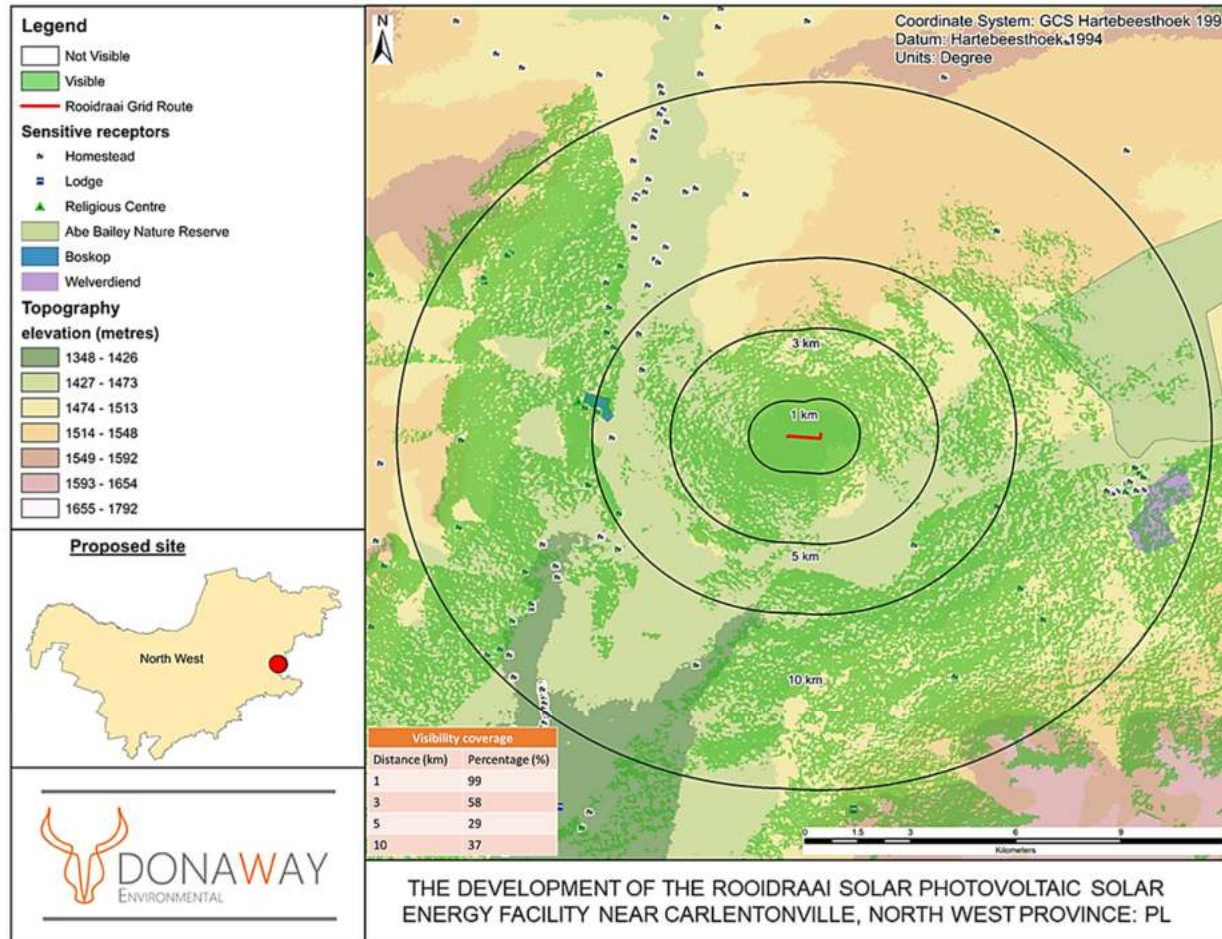 Legend
Not Visible
Visible
Rooidraai Grid Route
Sensitive receptors
Homestead
Lodge
Religious Centre
Abe Bailey Nature Reserve
Boskop
Welverdiend
Topography
elevation (metres)
1348 - 1426
1427 - 1473
1474 - 1513
1514 - 1548
1549 - 1592
1593 - 1654
1655 - 1792
Proposed site
North West
DONAWAY
ENVIRONMENTAL
N
Coordinate System: GCS Hartebeesthoek 199
Datum: Hartebeesthoek 1994
Units: Degree
3 km
1 km
5 km
10 km
Visibility coverage
Distance (km) Percentage (%)
1 99
3 58
5 29
10 37
0 1.5 3 6 9
Kilometers
THE DEVELOPMENT OF THE ROOIDRAAI SOLAR PHOTOVOLTAIC SOLAR
ENERGY FACILITY NEAR CARLENTONVILLE, NORTH WEST PROVINCE: PL